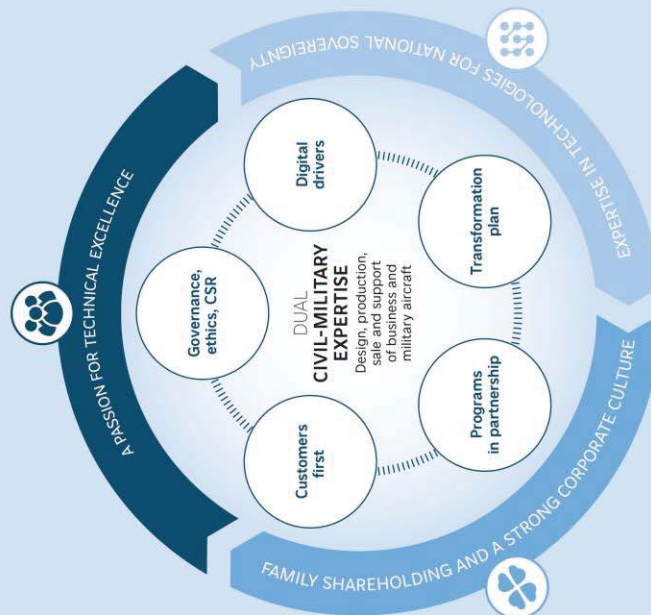 A PASSION FOR TECHNICAL EXCELLENCE
EXPERTISE IN TECHNOLOGIES FOR NATIONAL SOVEREIGNTY
FAMILY SHAREHOLDING AND A STRONG CORPORATE CULTURE
Governance,
ethics, CSR
Digital
drivers
Transformation
plan
Programs
in partnership
Customers
first
DUAL
CIVIL-MILITARY
EXPERTISE
Design, production,
sale and support
of business and
military aircraft